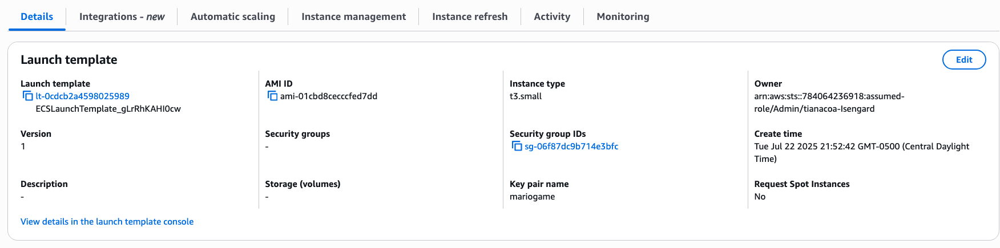 Details
Integrations - new
Automatic scaling
Instance management
Instance refresh
Activity
Monitoring
Launch template
Edit
Launch template
lt-0cdcb2a4598025989
ECSLaunchTemplate_gLrRhKAHI0cw
AMI ID
ami-01cbd8cecccfed7dd
Instance type
t3.small
Owner
arn:aws:sts::784064236918:assumed-
role/Admin/tianacoa-Isengard
Version
1
Security groups
-
Security group IDs
sg-06f87dc9b714e3bfc
Create time
Tue Jul 22 2025 21:52:42 GMT-0500 (Central Daylight
Time)
Description
-
Storage (volumes)
-
Key pair name
mariogame
Request Spot Instances
No
View details in the launch template console